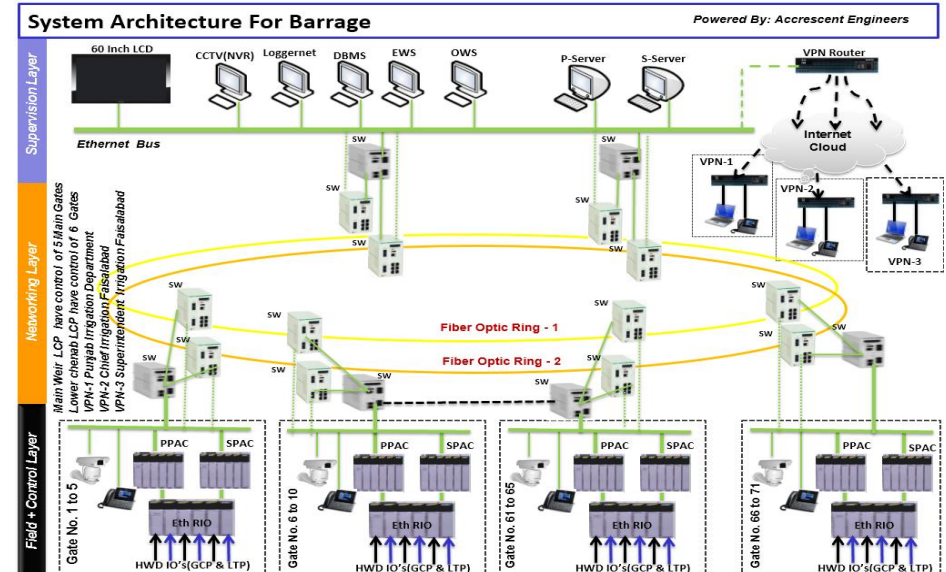 System Architecture For Barrage
Powered By: Accrescent Engineers
Supervision Layer
Networking Layer
Field + Control Layer
60 Inch LCD
CCTV(NVR)
Loggernet
DBMS
EWS
OWS
P-Server
S-Server
VPN Router
Ethernet Bus
Internet
Cloud
VPN-1
VPN-2
VPN-3
SW
SW
SW
SW
SW
SW
Main Weir LCP have control of 5 Main Gates
Lower chenab LCP have control of 6 Gates
VPN-1 Punjab Irrigation Department
VPN-2 Chief Irrigation Faisalabad
VPN-3 Superintendent Irrigation Faisalabad
SW
SW
SW
SW
SW
SW
SW
SW
SW
SW
SW
SW
Fiber Optic Ring - 1
Fiber Optic Ring - 2
Gate No. 1 to 5
PPAC
SPAC
Eth RIO
HWD IO's(GCP & LTP)
Gate No. 6 to 10
PPAC
SPAC
Eth RIO
HWD IO's(GCP & LTP)
Gate No. 61 to 65
PPAC
SPAC
Eth RIO
HWD IO's(GCP & LTP)
Gate No. 66 to 71
PPAC
SPAC
Eth RIO
HWD IO's(GCP & LTP)